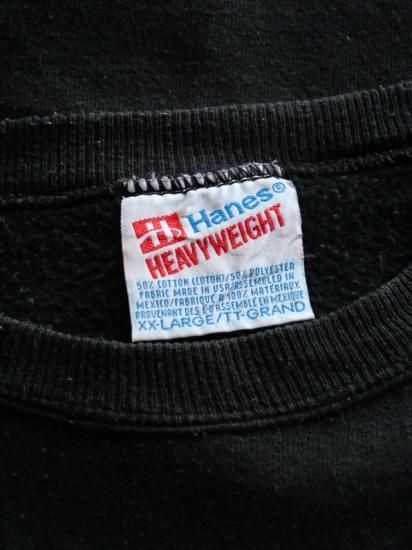 Hanes®
HEAVYWEIGHT
50% COTTON (COTON)/50% POLYESTER
FABRIC MADE IN USA/ASSEMBLED IN
MEXICO/FABRIQUE A 100% MATERIAUX
PROVENANT DES E'U ASSEMBLE EN MEXIQUE
XX-LARGE/TT-GRAND